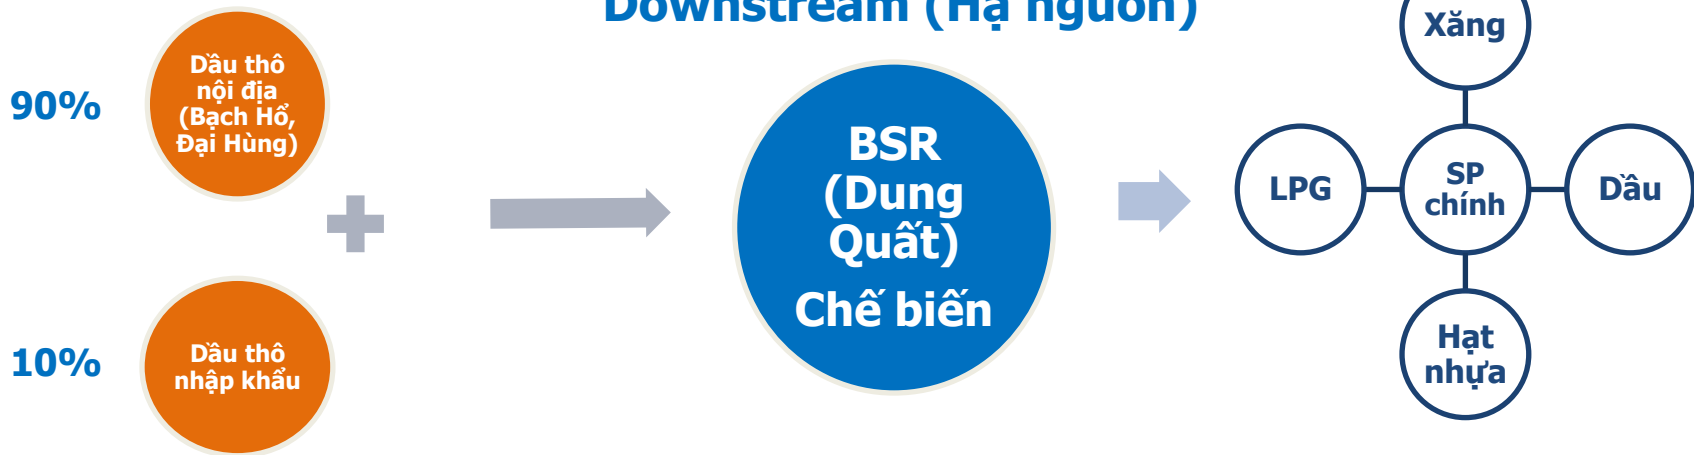 Downstream (Hạ nguồn)
90%
Dầu thô
nội địa
(Bạch Hổ,
Đại Hùng)
10%
Dầu thô
nhập khẩu
BSR
(Dung
Quất)
Chế biến
Xăng
LPG
SP
chính
Dầu
Hạt
nhựa